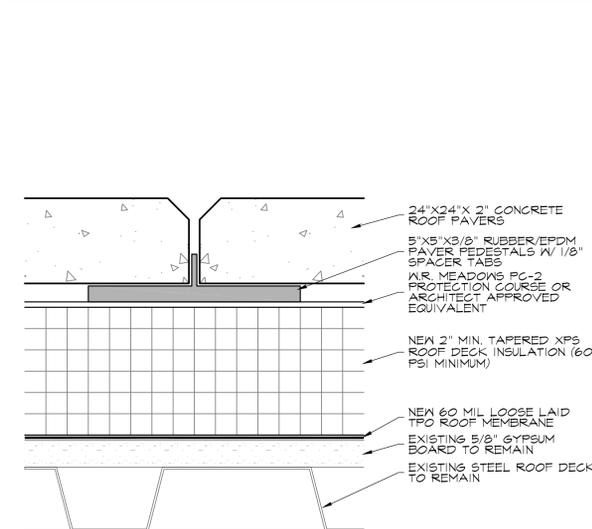 24"X24"X 2" CONCRETE
ROOF PAVERS
5"X5"X3/8" RUBBER/EPDM
PAVER PEDESTALS W/ 1/8"
SPACER TABS
W.R. MEADOWS PC-2
PROTECTION COURSE OR
ARCHITECT APPROVED
EQUIVALENT
NEW 2" MIN. TAPERED XPS
ROOF DECK INSULATION (60
PSI MINIMUM)
NEW 60 MIL LOOSE LAID
TPO ROOF MEMBRANE
EXISTING 5/8" GYPSUM
BOARD TO REMAIN
EXISTING STEEL ROOF DECK
TO REMAIN